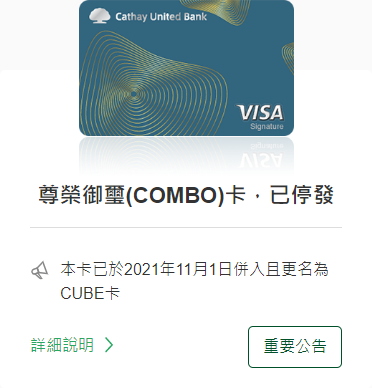 Cathay United Bank
VISA
Signature
尊榮御璽(COMBO)卡，已停發
本卡已於2021年11月1日併入且更名為
CUBE卡
詳細說明
重要公告